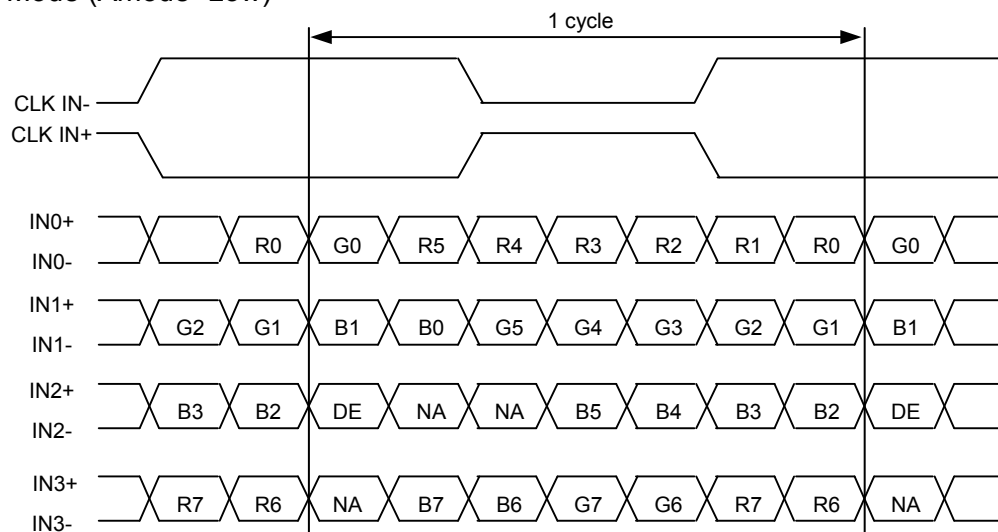 1 cycle
CLK IN-
CLK IN+
IN0+
R0 G0 R5 R4 R3 R2 R1 R0 G0
IN0-
IN1+
G2 G1 B1 B0 G5 G4 G3 G2 G1 B1
IN1-
IN2+
B3 B2 DE NA NA B5 B4 B3 B2 DE
IN2-
IN3+
R7 R6 NA B7 B6 G7 G6 R7 R6 NA
IN3-